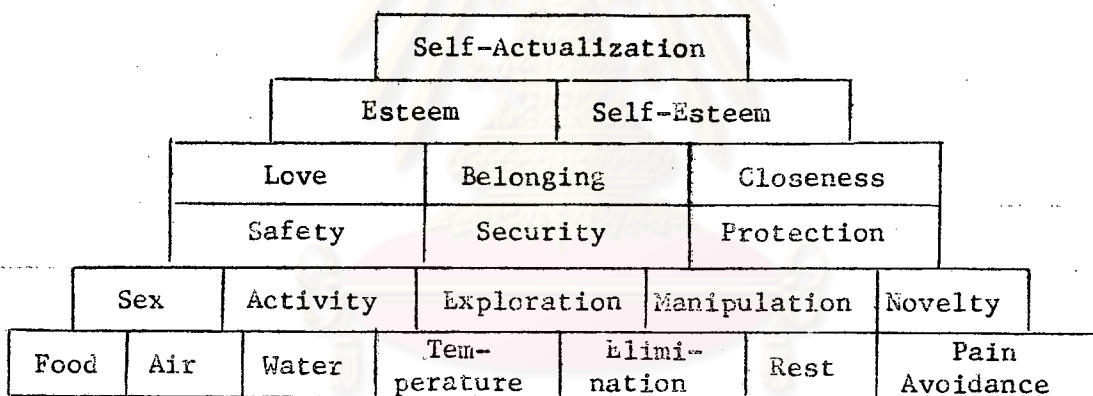 Self-Actualization
Esteem Self-Esteem
Love Belonging Closeness
Safety Security Protection
Sex Activity Exploration Manipulation Novelty
Food Air Water Tem-
perature Elimi-
nation Rest Pain
Avoidance